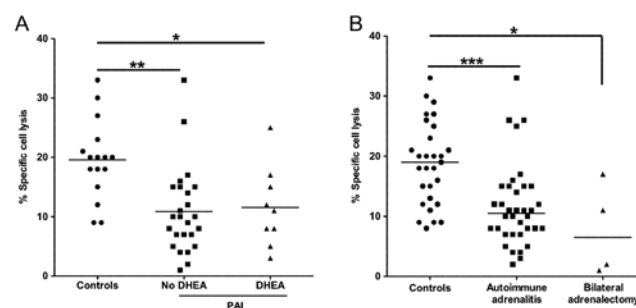 A
B
*
**
*
***
% Specific cell lysis
40
30
20
10
0
Controls
No DHEA
DHEA
PAI
% Specific cell lysis
40
30
20
10
0
Controls
Autoimmune
adrenalitis
Bilateral
adrenalectomy